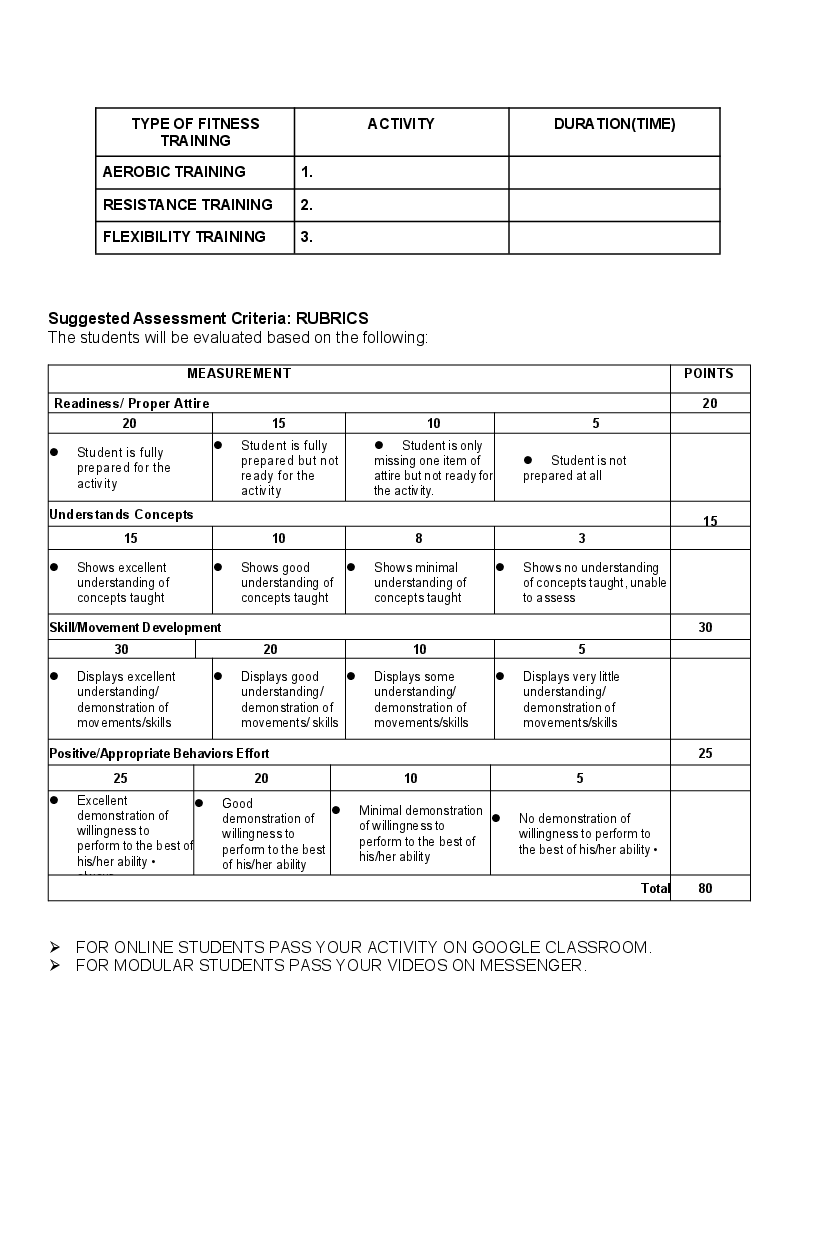 TYPE OF FITNESS TRAINING ACTIVITY DURATION(TIME)
AEROBIC TRAINING 1.
RESISTANCE TRAINING 2.
FLEXIBILITY TRAINING 3.
Suggested Assessment Criteria: RUBRICS
The students will be evaluated based on the following:
MEASUREMENT POINTS
Readiness/ Proper Attire 20
20 15 10 5
● Student is fully
prepared for the
activity
● Student is fully
prepared but not
ready for the
activity
● Student is only
missing one item of
attire but not ready for
the activity.
● Student is not
prepared at all
Understands Concepts 15
15 10 8 3
● Shows excellent
understanding of
concepts taught
● Shows good
understanding of
concepts taught
● Shows minimal
understanding of
concepts taught
● Shows no understanding
of concepts taught, unable
to assess
Skill/Movement Development 30
30 20 10 5
● Displays excellent
understanding/
demonstration of
movements/skills
● Displays good
understanding/
demonstration of
movements/ skills
● Displays some
understanding/
demonstration of
movements/skills
● Displays very little
understanding/
demonstration of
movements/skills
Positive/Appropriate Behaviors Effort 25
25 20 10 5
● Excellent
demonstration of
willingness to
perform to the best of
his/her ability •
● Good
demonstration of
willingness to
perform to the best
of his/her ability
● Minimal demonstration
of willingness to
perform to the best of
his/her ability
● No demonstration of
willingness to perform to
the best of his/her ability •
Total 80
➢ FOR ONLINE STUDENTS PASS YOUR ACTIVITY ON GOOGLE CLASSROOM.
➢ FOR MODULAR STUDENTS PASS YOUR VIDEOS ON MESSENGER.